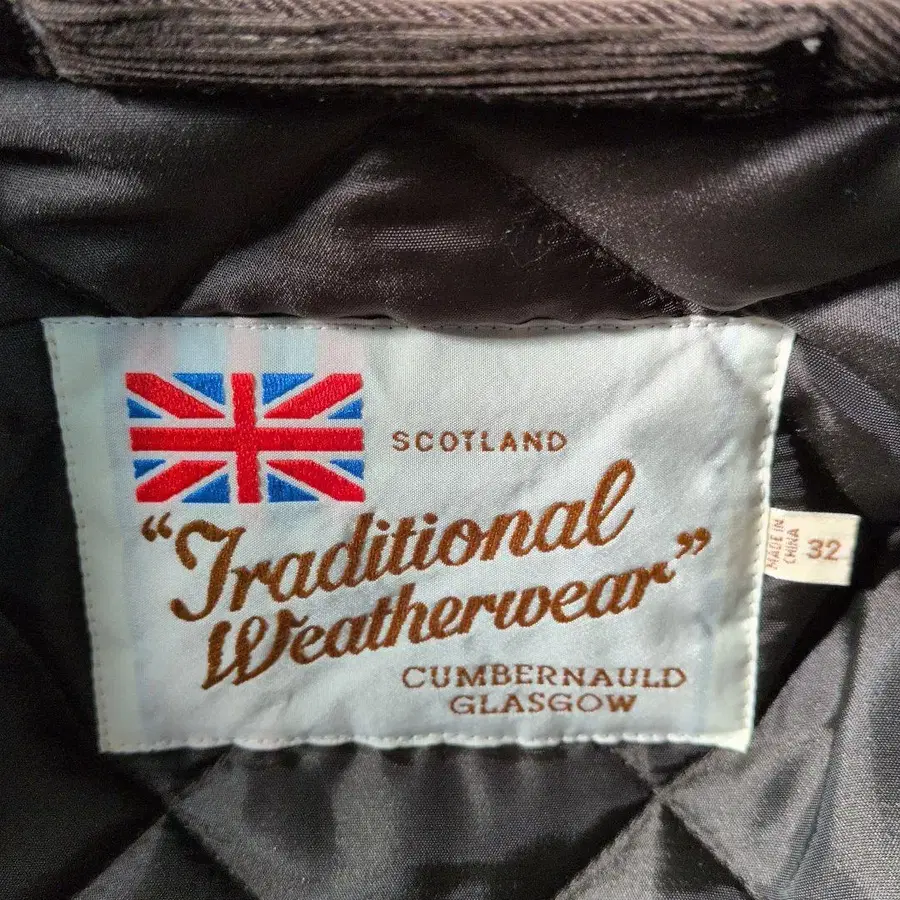 SCOTLAND
“Traditional
Weatherwear”
CUMBERNAULD
GLASGOW
MADE IN
CHINA
32